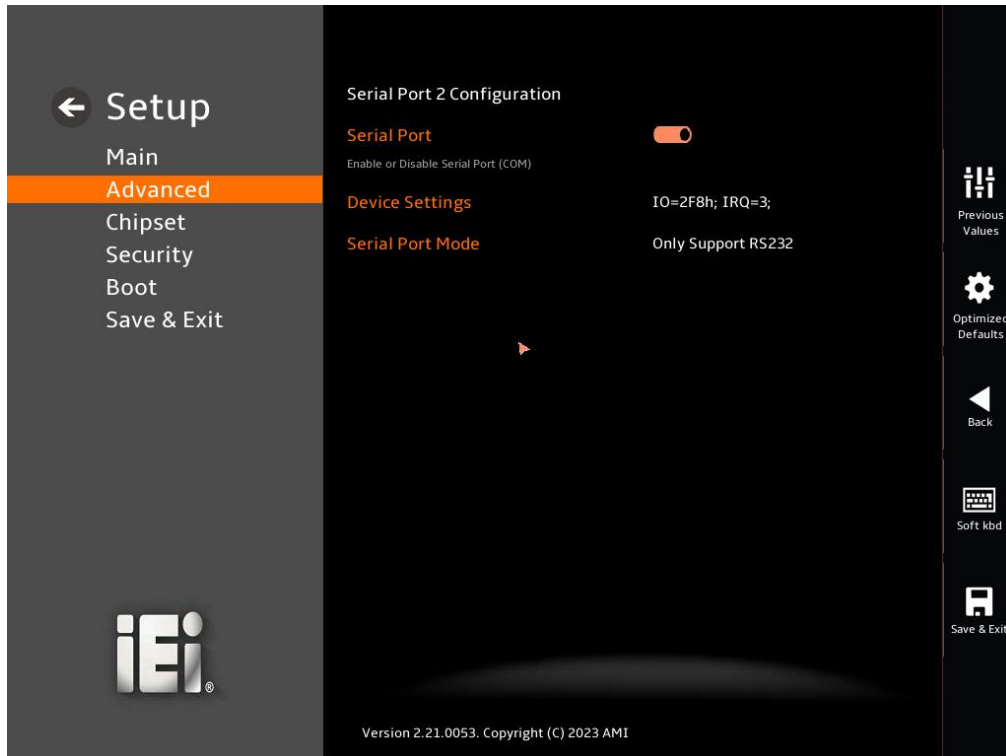 Setup
Main
Advanced
Chipset
Security
Boot
Save & Exit
iEi®
Serial Port 2 Configuration
Serial Port
Enable or Disable Serial Port (COM)
Device Settings IO=2F8h; IRQ=3;
Serial Port Mode Only Support RS232
Version 2.21.0053. Copyright (C) 2023 AMI
Previous
Values
Optimized
Defaults
Back
Soft kbd
Save & Exit